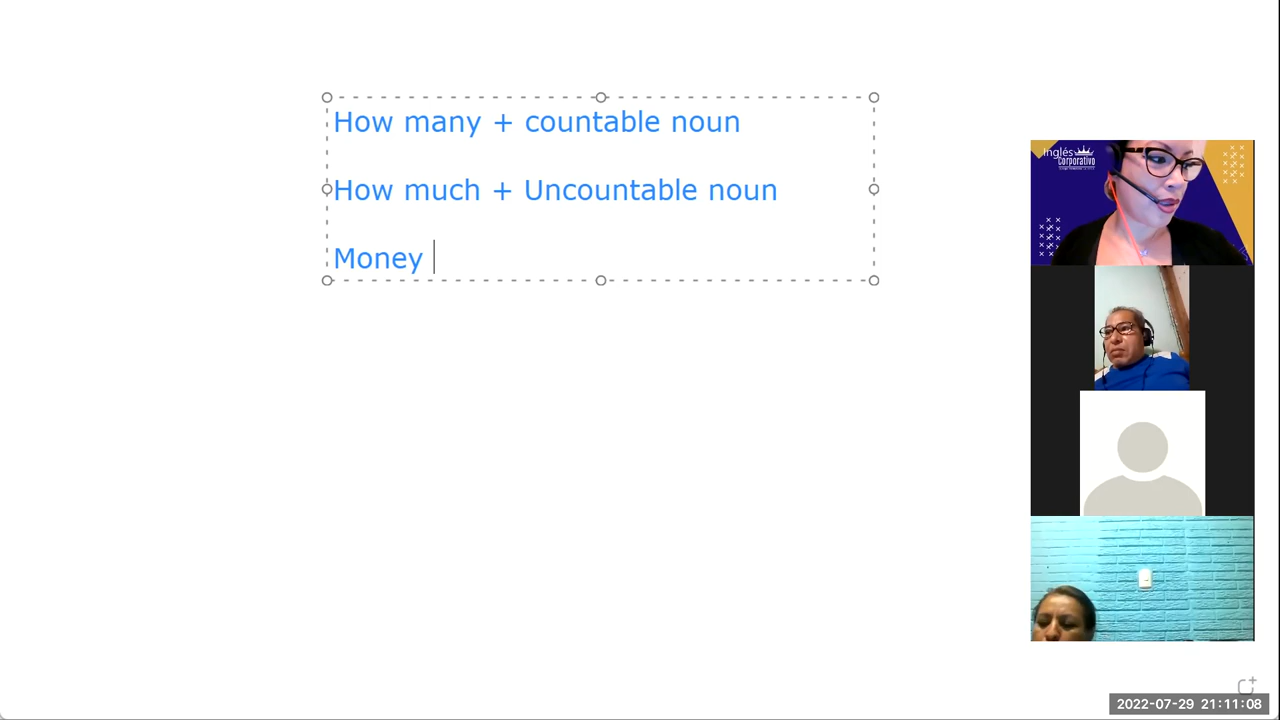 How many + countable noun
How much + Uncountable noun
Money
Inglés
Corporativo
2022-07-29 21:11:08